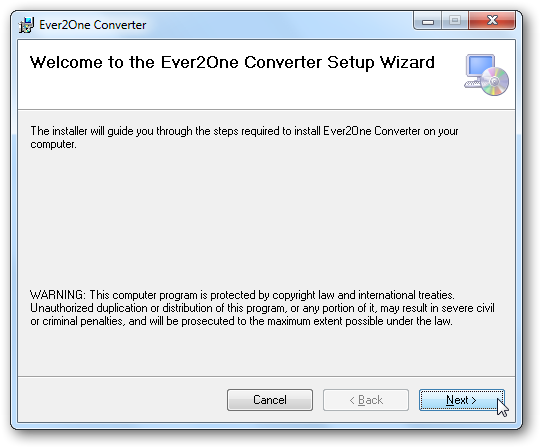 Ever2One Converter
Welcome to the Ever2One Converter Setup Wizard
The installer will guide you through the steps required to install Ever2One Converter on your
computer.
WARNING: This computer program is protected by copyright law and international treaties.
Unauthorized duplication or distribution of this program, or any portion of it, may result in severe civil
or criminal penalties, and will be prosecuted to the maximum extent possible under the law.
Cancel < Back Next >